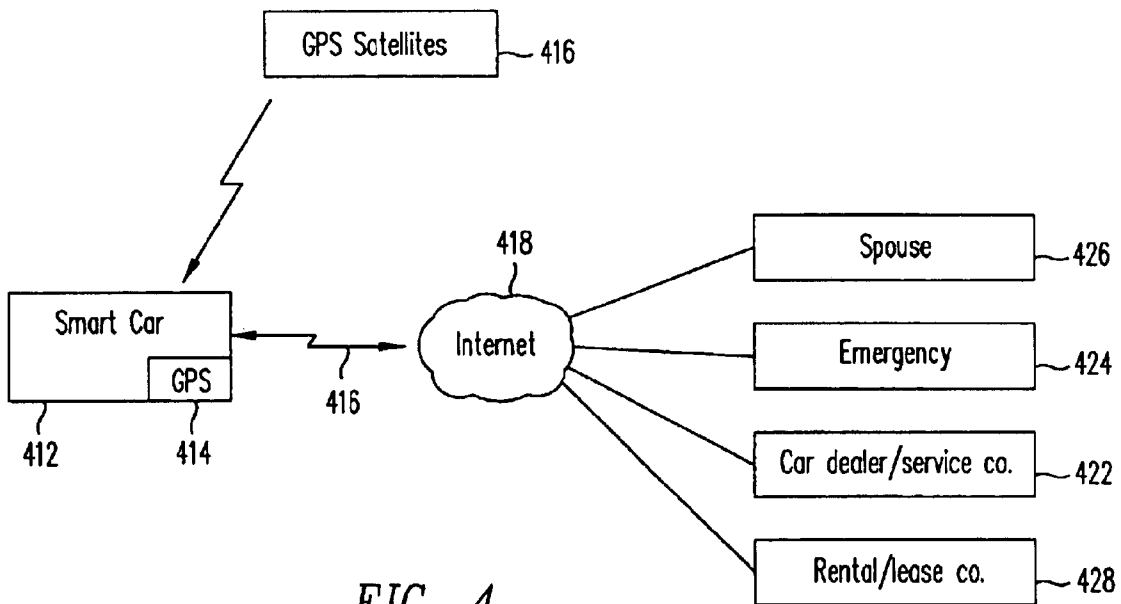 GPS Satellites
416
418
Spouse
426
Smart Car
Internet
Emergency
424
GPS
416
412
414
Car dealer/service co.
422
Rental/lease co.
428
FIG. 4